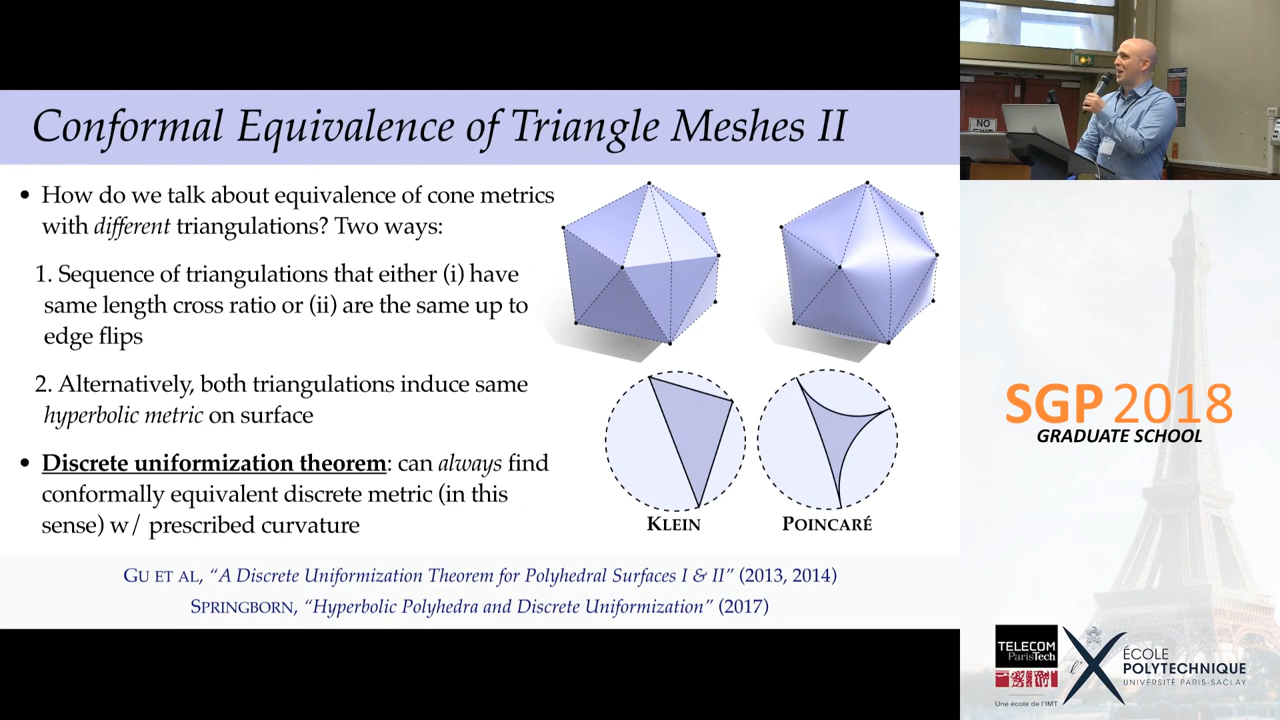 Conformal Equivalence of Triangle Meshes II
• How do we talk about equivalence of cone metrics
with different triangulations? Two ways:
1. Sequence of triangulations that either (i) have
same length cross ratio or (ii) are the same up to
edge flips
2. Alternatively, both triangulations induce same
hyperbolic metric on surface
• Discrete uniformization theorem: can always find
conformally equivalent discrete metric (in this
sense) w/ prescribed curvature
KLEIN
POINCARÉ
GU ET AL, “A Discrete Uniformization Theorem for Polyhedral Surfaces I & II” (2013, 2014)
SPRINGBORN, “Hyperbolic Polyhedra and Discrete Uniformization” (2017)
NO
EXIT
SGP 2018
GRADUATE SCHOOL
TELECOM
ParisTech
Une école de l'IMT
l'X
ÉCOLE
POLYTECHNIQUE
UNIVERSITÉ PARIS-SACLAY